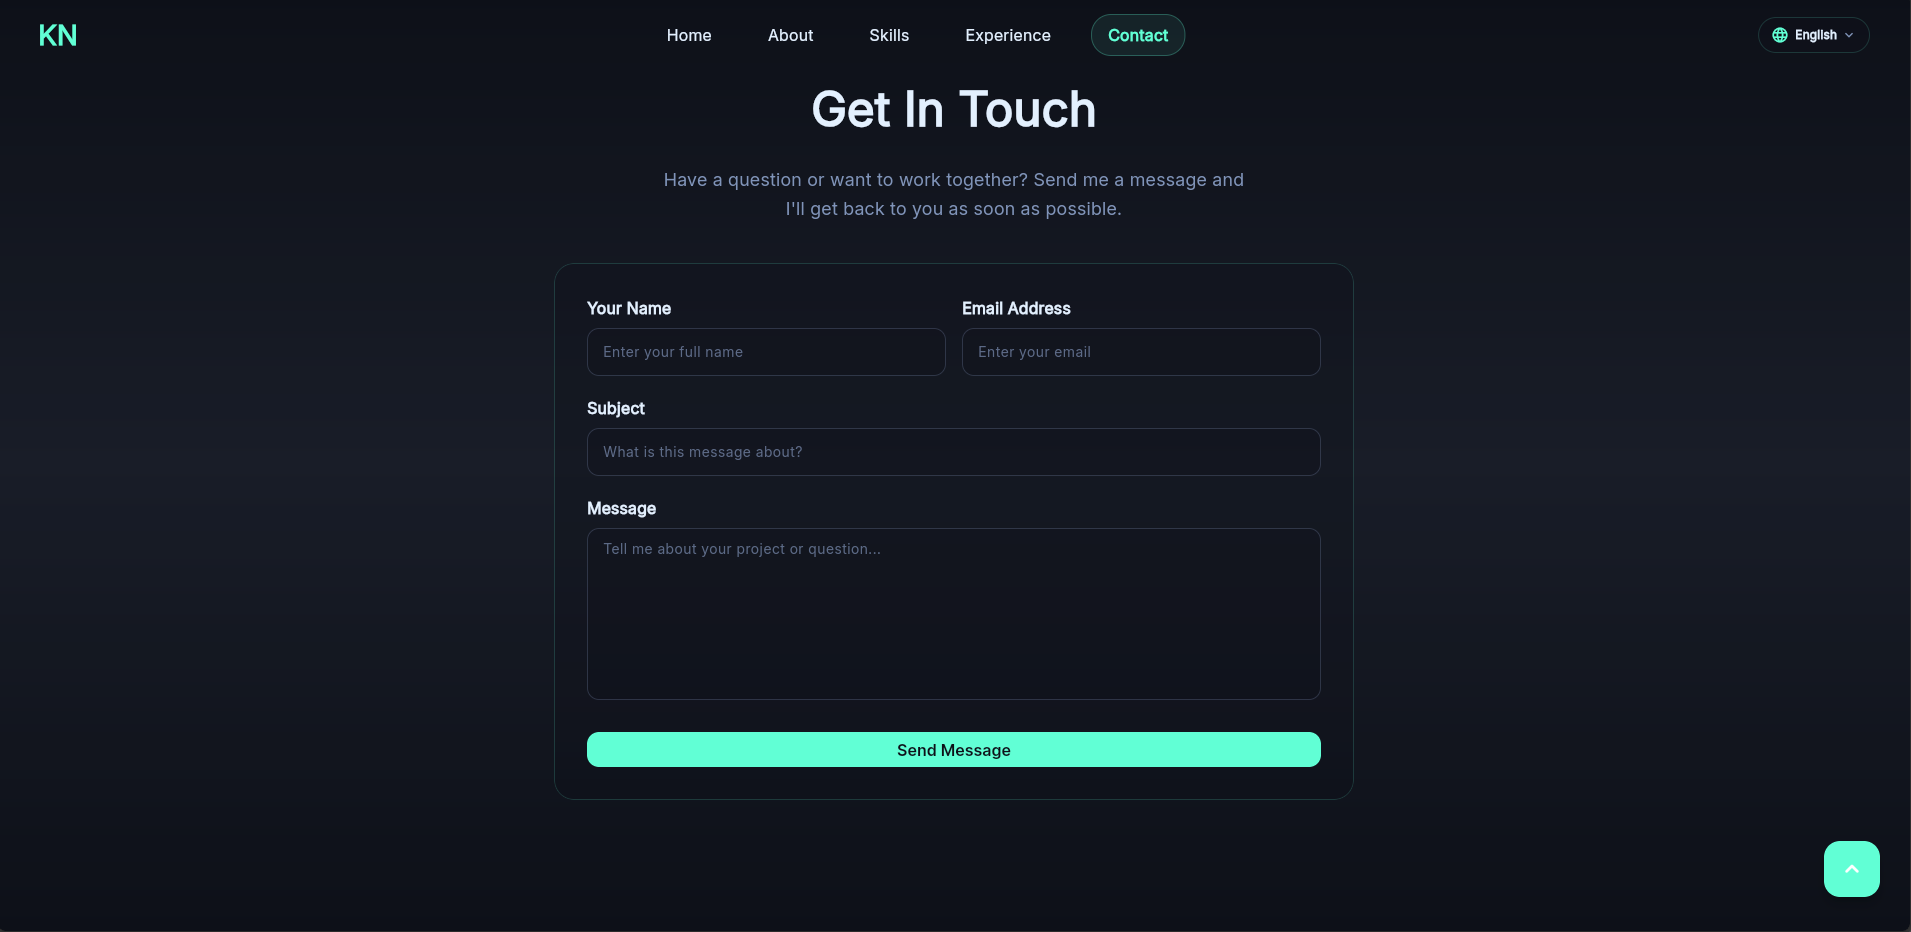 KN
Home
About
Skills
Experience
Contact
English
Get In Touch
Have a question or want to work together? Send me a message and
I'll get back to you as soon as possible.
Your Name
Email Address
Enter your full name
Enter your email
Subject
What is this message about?
Message
Tell me about your project or question...
Send Message